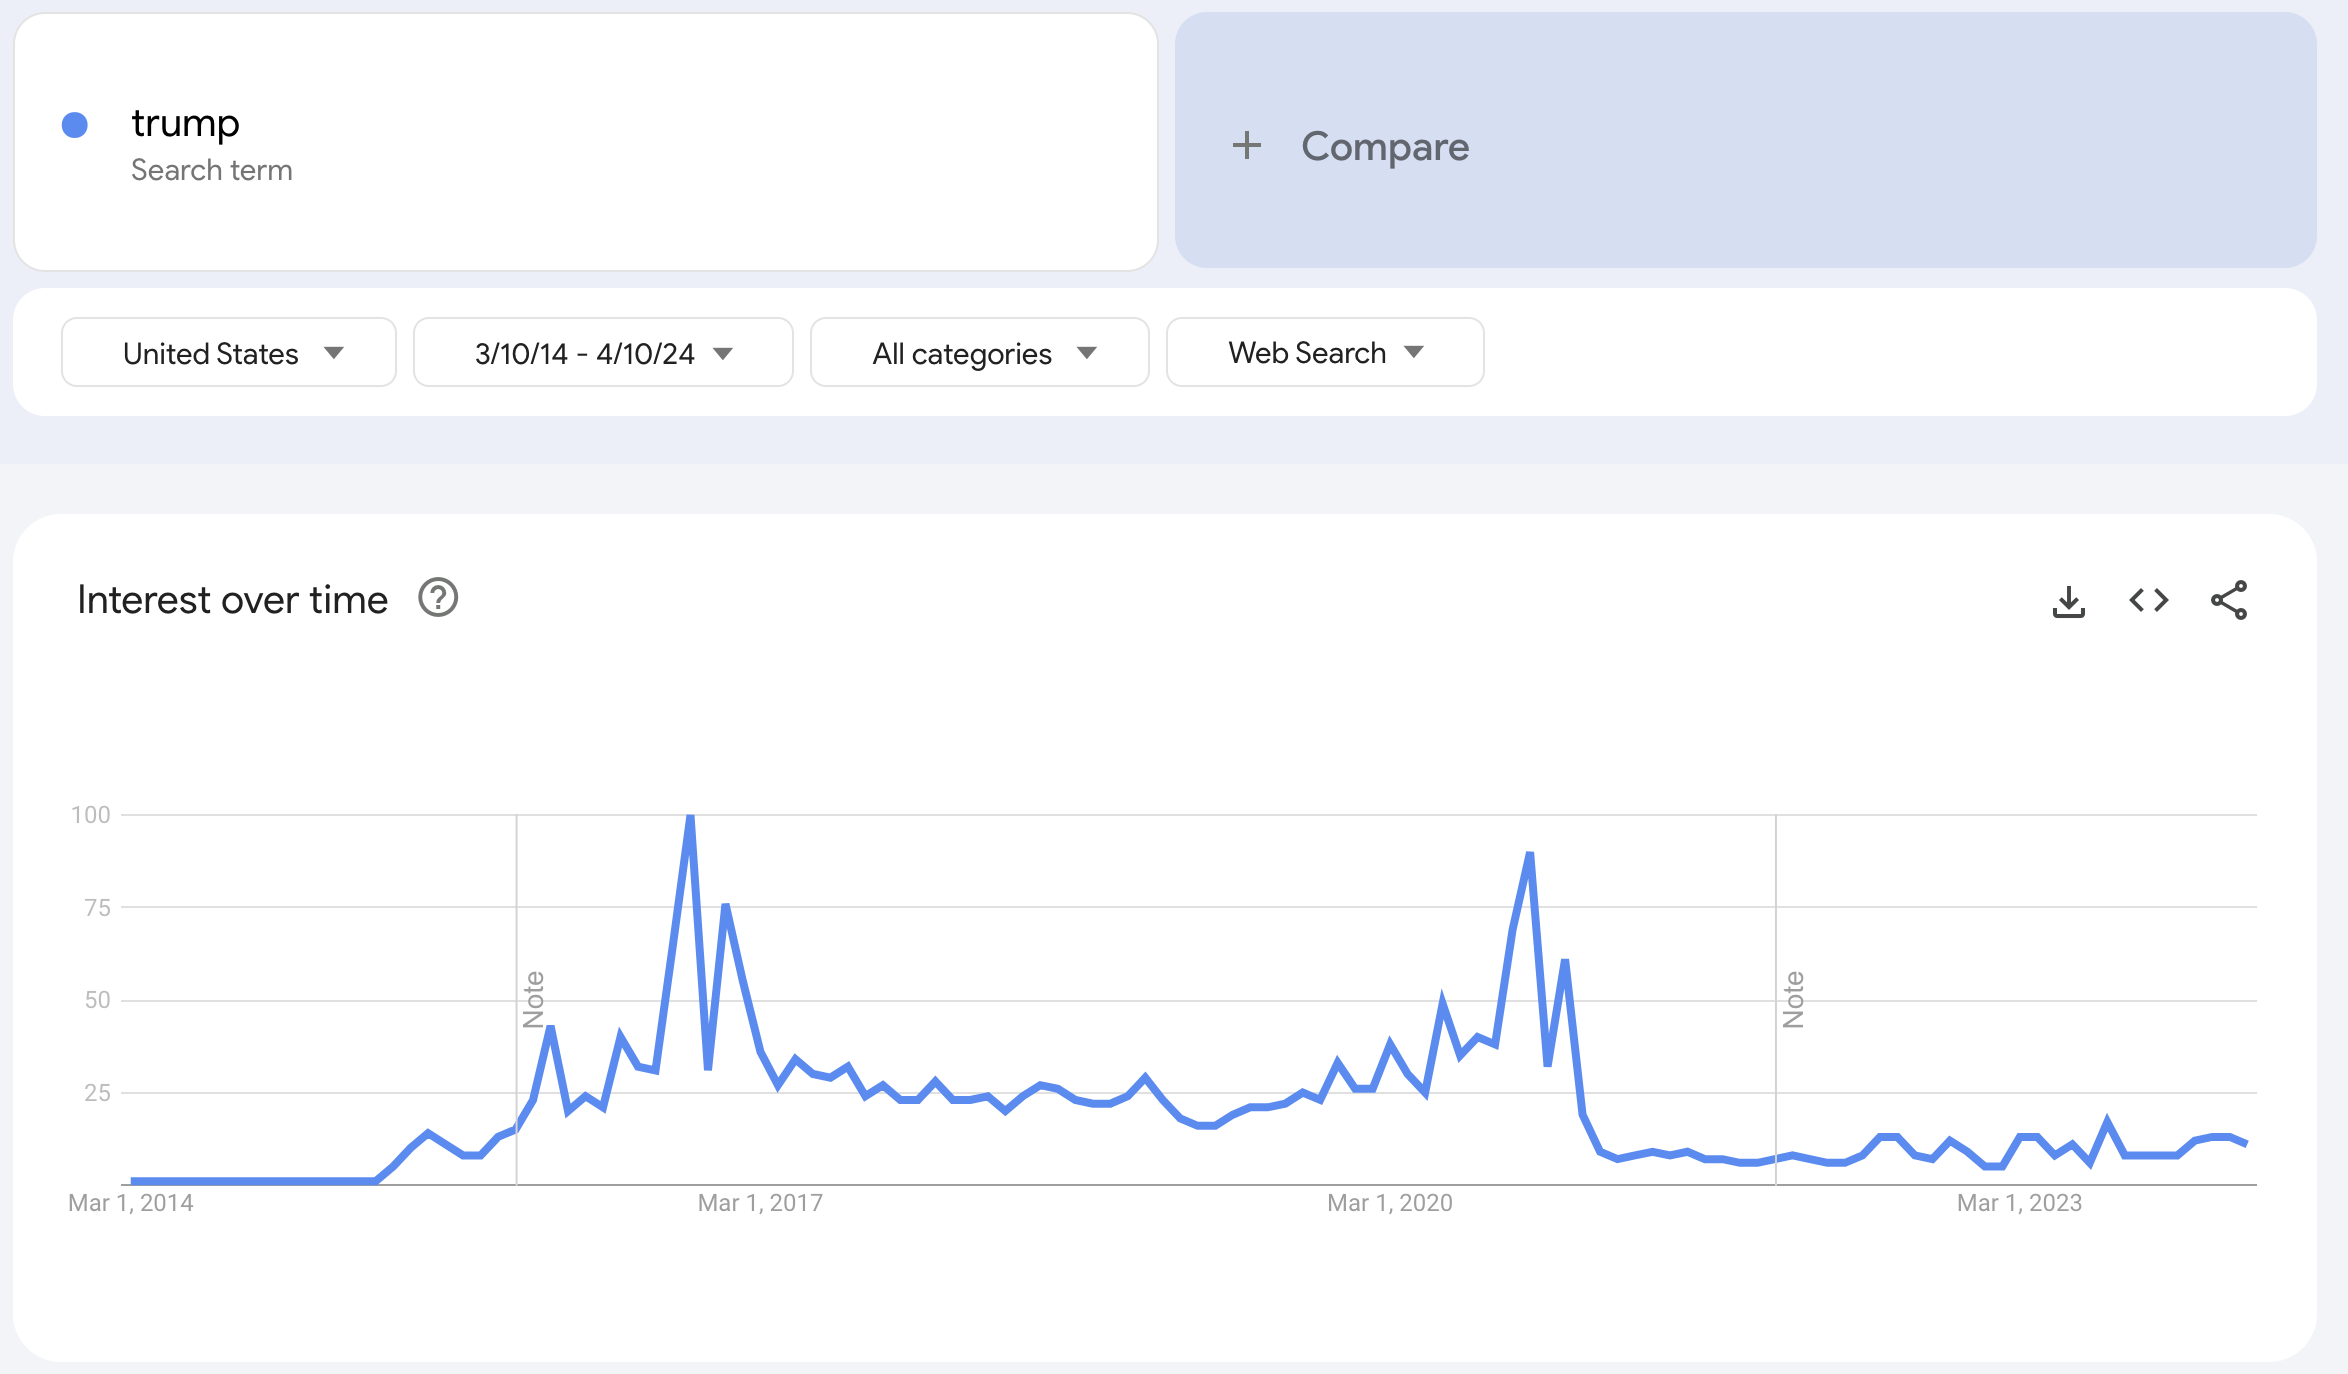 trump
Search term
+ Compare
United States
3/10/14 - 4/10/24
All categories
Web Search
Interest over time
?
100
75
50
25
Note
Note
Mar 1, 2014
Mar 1, 2017
Mar 1, 2020
Mar 1, 2023